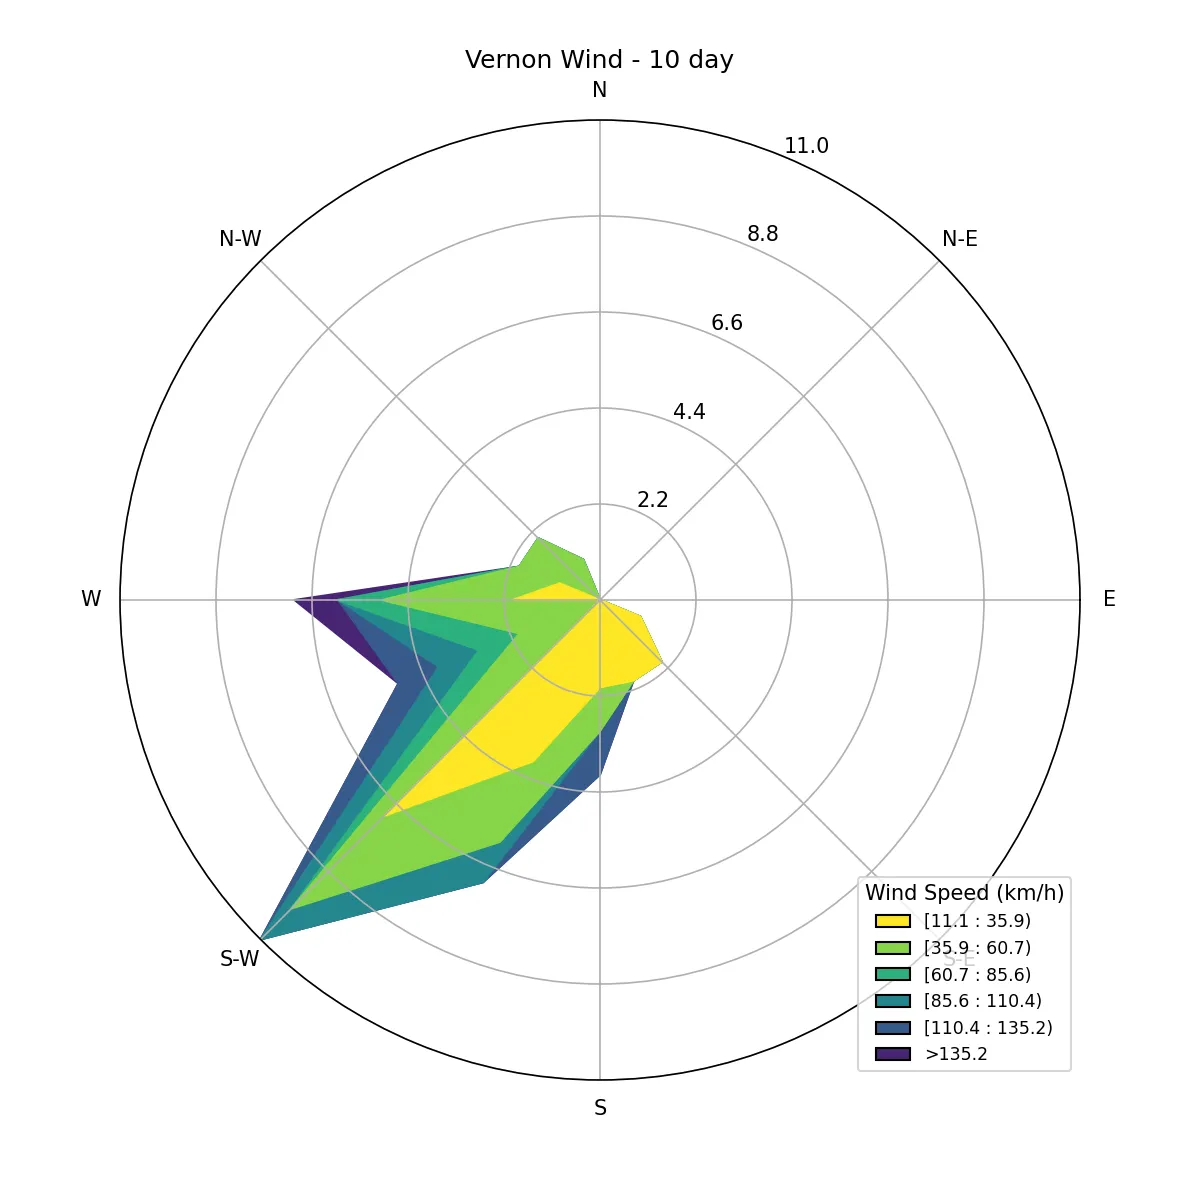 Vernon Wind - 10 day
N
11.0
8.8
N-W
N-E
6.6
4.4
2.2
W
E
Wind Speed (km/h)
[11.1 : 35.9)
[35.9 : 60.7)
S-W
S-E
[60.7 : 85.6)
[85.6 : 110.4)
[110.4 : 135.2)
>135.2
S